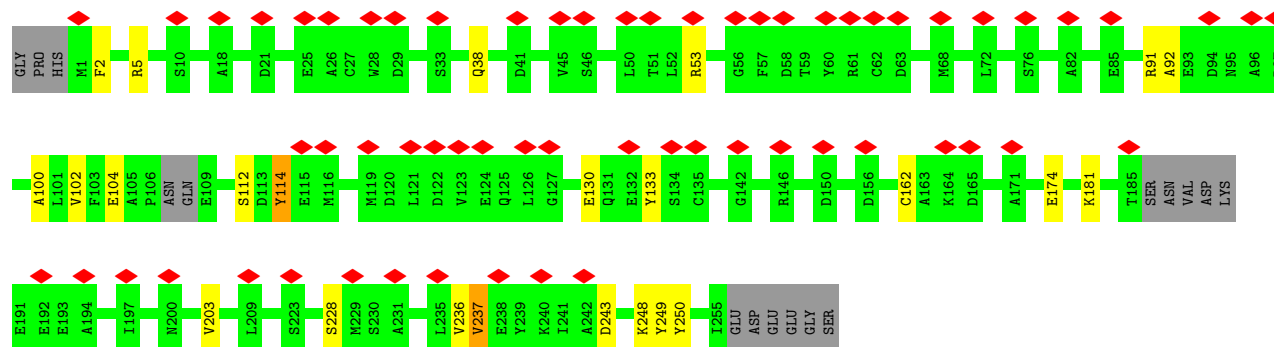 GLY PRO HIS M1 F2 R5 S10 A18 D21 E25 A26 C27 W28 D29 S33 Q38 D41 V45 S46 L50 T51 L52 R53 G56 F57 D58 T59 Y60 R61 C62 D63 M68 L72 S76 A82 E85 R91 A92 E93 D94 N95 A96
A100 L101 V102 F103 E104 A105 P106 ASN GLN E109 S112 D113 Y114 E115 M116 M119 D120 L121 D122 V123 E124 Q125 L126 G127 E130 Q131 E132 Y133 S134 C135 G142 R146 D150 D156 C162 A163 K164 D165 A171 E174 K181 T185 SER ASN VAL ASP LYS
E191 E192 E193 A194 I197 N200 V203 L209 S223 S228 M229 S230 A231 L235 V236 V237 E238 Y239 K240 I241 A242 D243 K248 Y249 Y250 I255 GLU ASP GLU GLU GLY SER